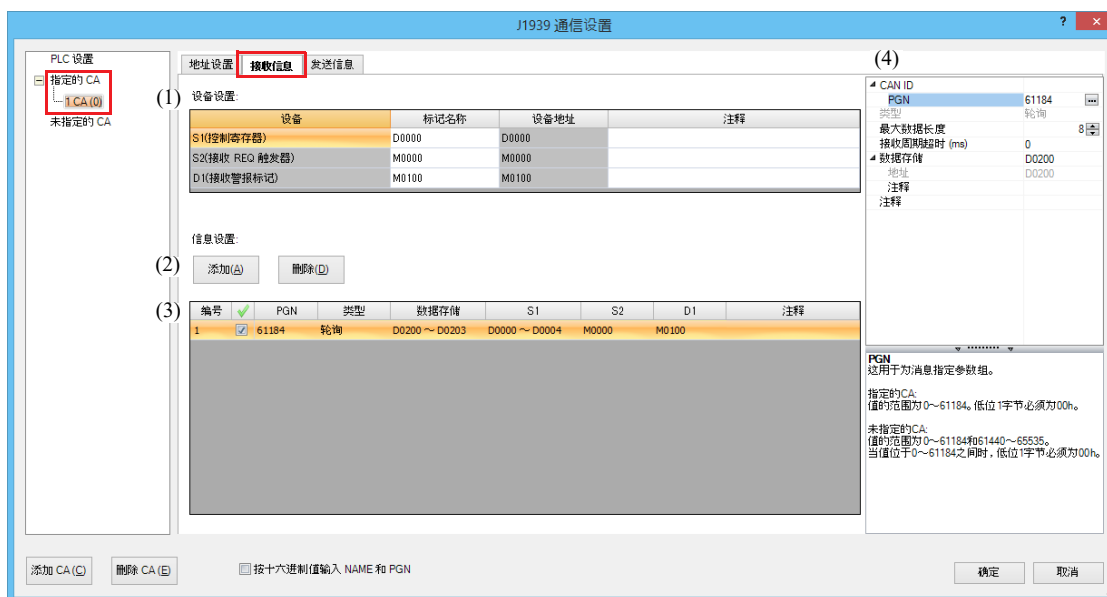 J1939 通信设置
? ×
PLC 设置
指定的 CA
1 CA (0)
未指定的 CA
地址设置 接收信息 发送信息
(1) 设备设置:
设备 标记名称 设备地址 注释
S1(控制寄存器) D0000 D0000
S2(接收 REQ 触发器) M0000 M0000
D1(接收警报标记) M0100 M0100
信息设置:
(2) 添加(A) 删除(D)
(3) 编号 PGN 类型 数据存储 S1 S2 D1 注释
1 61184 轮询 D0200 ～ D0203 D0000 ～ D0004 M0000 M0100
(4)
CAN ID
PGN 61184 ...
类型 轮询
最大数据长度 8
接收周期超时 (ms) 0
数据存储 D0200
地址 D0200
注释
注释
PGN
这用于为消息指定参数组。
指定的CA:
值的范围为0～61184。低位1字节必须为00h。
未指定的CA:
值的范围为0～61184和61440～65535。
当值位于0～61184之间时，低位1字节必须为00h。
添加 CA (C) 删除 CA (E) 按十六进制值输入 NAME 和 PGN 确定 取消